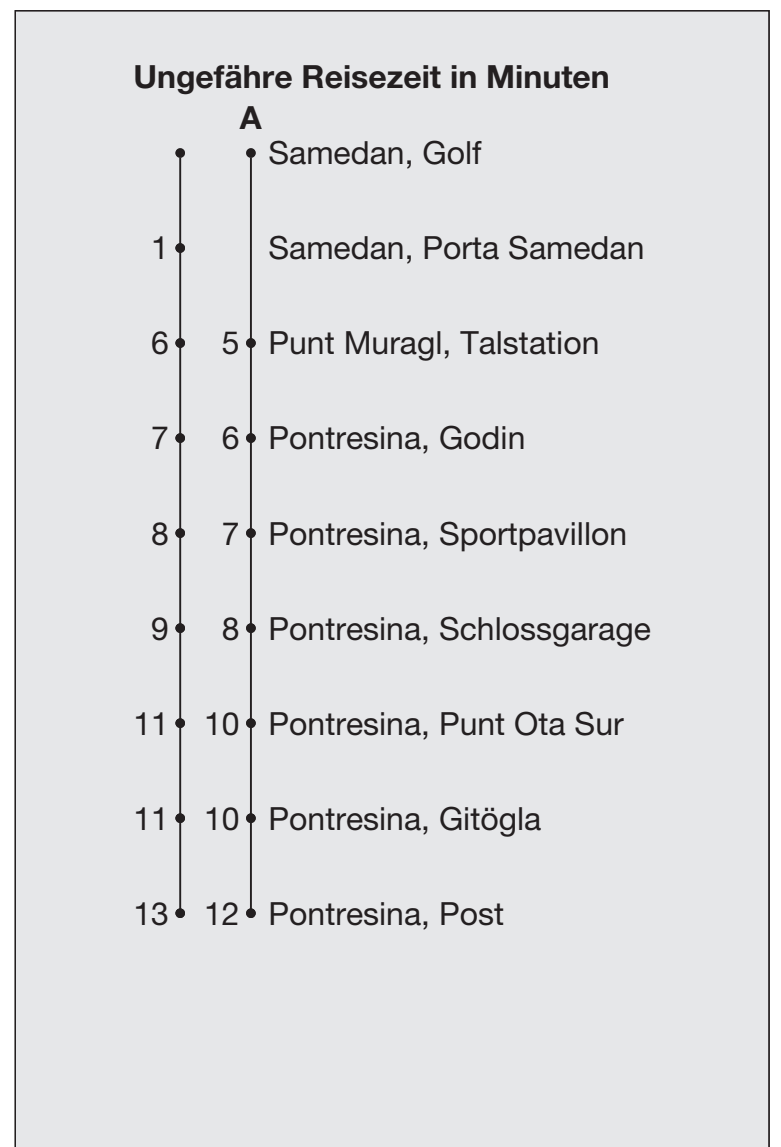 Ungefähre Reisezeit in Minuten
A
Samedan, Golf
1 Samedan, Porta Samedan
6 5 Punt Muragl, Talstation
7 6 Pontresina, Godin
8 7 Pontresina, Sportpavillon
9 8 Pontresina, Schlossgarage
11 10 Pontresina, Punt Ota Sur
11 10 Pontresina, Gitögla
13 12 Pontresina, Post